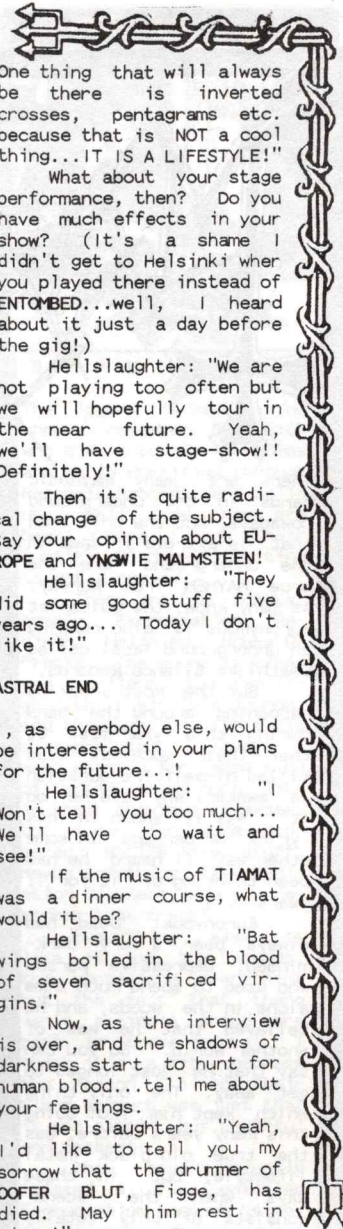 One thing that will always
be there is inverted
crosses, pentagrams etc.
because that is NOT a cool
thing...IT IS A LIFESTYLE!"
What about your stage
performance, then? Do you
have much effects in your
show? (It's a shame I
didn't get to Helsinki wher
you played there instead of
ENTOMBED...well, I heard
about it just a day before
the gig!)
Hellslaughter: "We are
not playing too often but
we will hopefully tour in
the near future. Yeah,
we'll have stage-show!!
Definitely!"
Then it's quite radi-
cal change of the subject.
Say your opinion about EU-
ROPE and YNGWIE MALMSTEEN!
Hellslaughter: "They
did some good stuff five
years ago... Today I don't
like it!"
ASTRAL END
, as everbody else, would
be interested in your plans
for the future...!
Hellslaughter: "I
Won't tell you too much...
We'll have to wait and
see!"
If the music of TIAMAT
was a dinner course, what
would it be?
Hellslaughter: "Bat
wings boiled in the blood
of seven sacrificed vir-
gins."
Now, as the interview
is over, and the shadows of
darkness start to hunt for
human blood...tell me about
your feelings.
Hellslaughter: "Yeah,
I'd like to tell you my
sorrow that the drummer of
OOFER BLUT, Figge, has
died. May him rest in